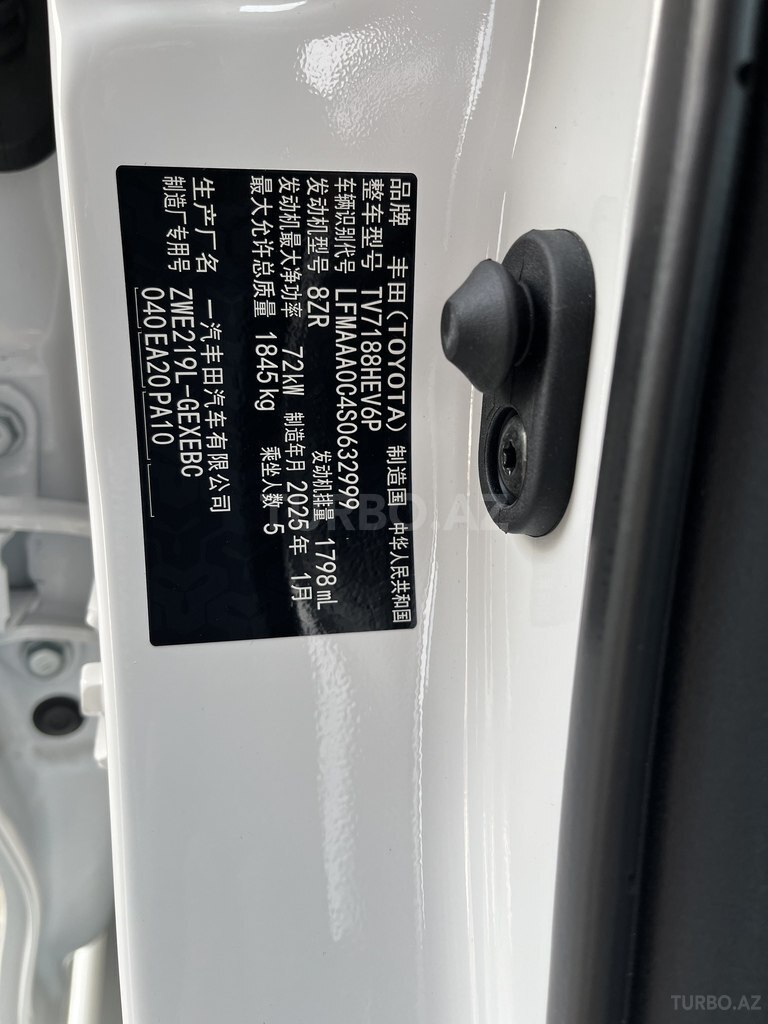 品牌 丰田(TOYOTA) 制造国 中华人民共和国
整车型号 TV7188HEV6P
车辆识别代号 LFMAAA0C4S0632999
发动机型号 8ZR 发动机排量 1798 mL
发动机最大净功率 72kW 制造年月 2025年 1月
最大允许总质量 1845kg 乘坐人数 5
生产厂名 一汽丰田汽车有限公司
制造厂专用号 ZWE219L-GEXEBC
040EA20PA10
TURBO.AZ
TURBO.AZ